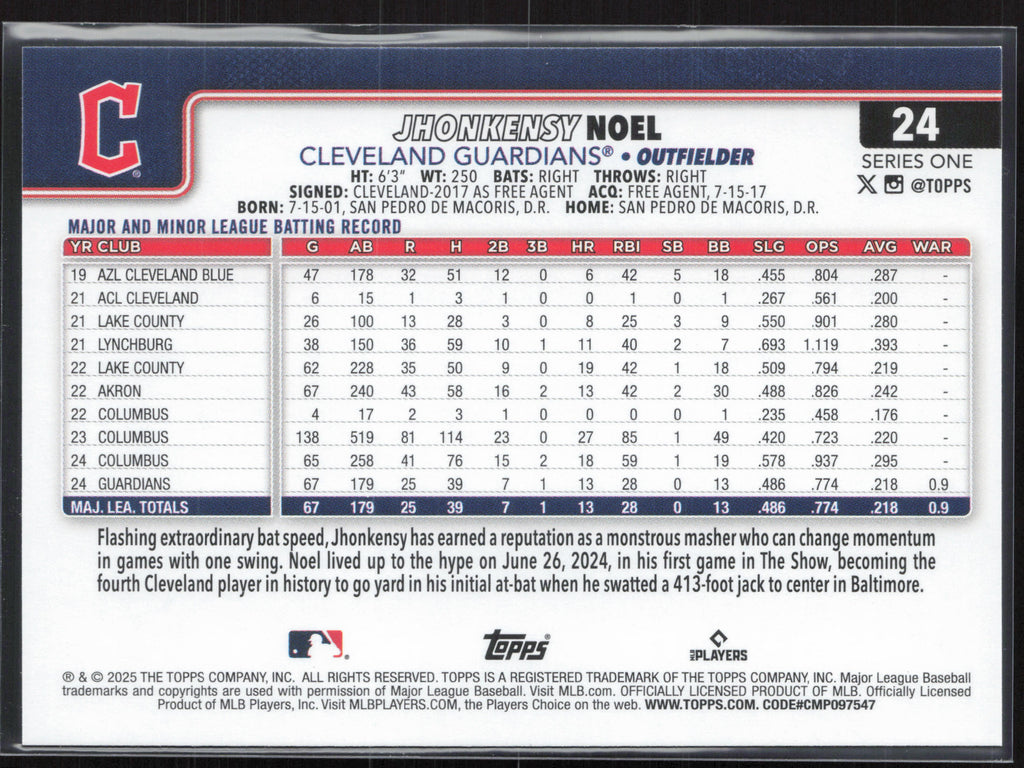 C
®
24
JHONKENSY NOEL
CLEVELAND GUARDIANS® • OUTFIELDER
SERIES ONE
X @TOPPS
HT: 6'3" WT: 250 BATS: RIGHT THROWS: RIGHT
SIGNED: CLEVELAND-2017 AS FREE AGENT ACQ: FREE AGENT, 7-15-17
BORN: 7-15-01, SAN PEDRO DE MACORIS, D.R. HOME: SAN PEDRO DE MACORIS, D.R.
MAJOR AND MINOR LEAGUE BATTING RECORD
YR CLUB G AB R H 2B 3B HR RBI SB BB SLG OPS AVG WAR
19 AZL CLEVELAND BLUE 47 178 32 51 12 0 6 42 5 18 .455 .804 .287 -
21 ACL CLEVELAND 6 15 1 3 1 0 0 1 0 1 .267 .561 .200 -
21 LAKE COUNTY 26 100 13 28 3 0 8 25 3 9 .550 .901 .280 -
21 LYNCHBURG 38 150 36 59 10 1 11 40 2 7 .693 1.119 .393 -
22 LAKE COUNTY 62 228 35 50 9 0 19 42 1 18 .509 .794 .219 -
22 AKRON 67 240 43 58 16 2 13 42 2 30 .488 .826 .242 -
22 COLUMBUS 4 17 2 3 1 0 0 0 0 1 .235 .458 .176 -
23 COLUMBUS 138 519 81 114 23 0 27 85 1 49 .420 .723 .220 -
24 COLUMBUS 65 258 41 76 15 2 18 59 1 19 .578 .937 .295 -
24 GUARDIANS 67 179 25 39 7 1 13 28 0 13 .486 .774 .218 0.9
MAJ. LEA. TOTALS 67 179 25 39 7 1 13 28 0 13 .486 .774 .218 0.9
Flashing extraordinary bat speed, Jhonkensy has earned a reputation as a monstrous masher who can change momentum
in games with one swing. Noel lived up to the hype on June 26, 2024, in his first game in The Show, becoming the
fourth Cleveland player in history to go yard in his initial at-bat when he swatted a 413-foot jack to center in Baltimore.
Topps® MLB PLAYERS
® & © 2025 THE TOPPS COMPANY, INC. ALL RIGHTS RESERVED. TOPPS IS A REGISTERED TRADEMARK OF THE TOPPS COMPANY, INC. Major League Baseball
trademarks and copyrights are used with permission of Major League Baseball. Visit MLB.com. OFFICIALLY LICENSED PRODUCT OF MLB. Officially Licensed
Product of MLB Players, Inc. Visit MLBPLAYERS.COM, the Players Choice on the web. WWW.TOPPS.COM. CODE#CMP097547